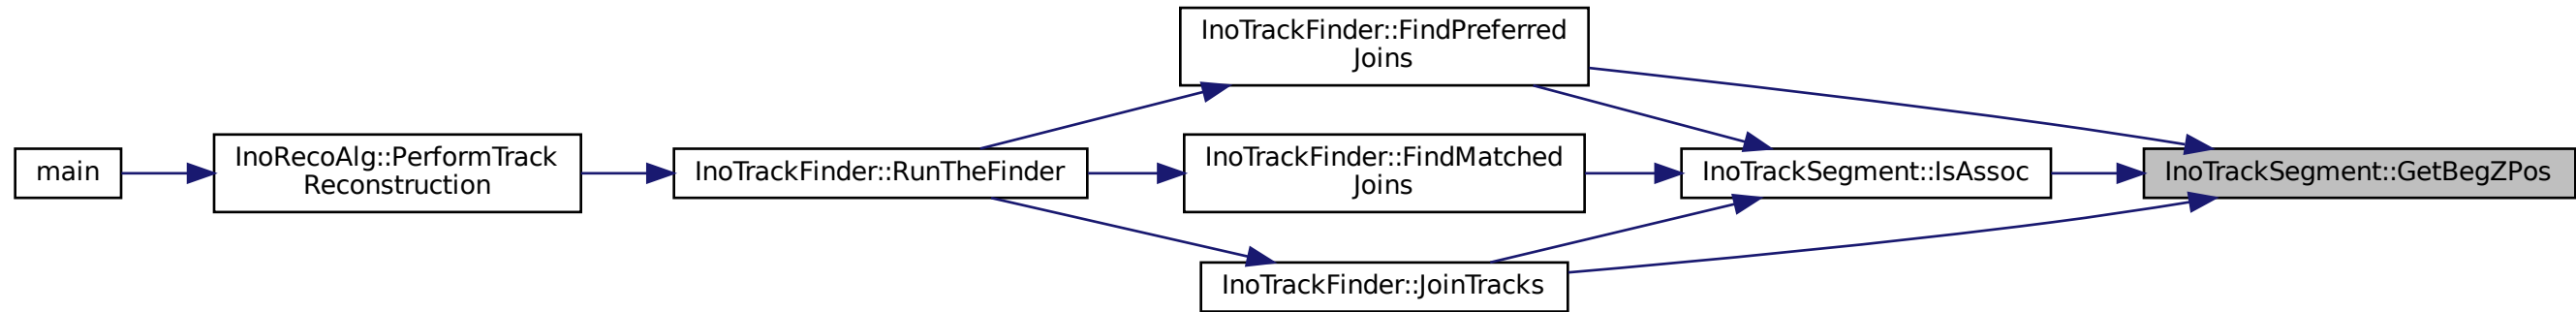 InoTrackFinder::FindPreferred
Joins
main
InoRecoAlg::PerformTrack
Reconstruction
InoTrackFinder::RunTheFinder
InoTrackFinder::FindMatched
Joins
InoTrackSegment::IsAssoc
InoTrackSegment::GetBegZPos
InoTrackFinder::JoinTracks